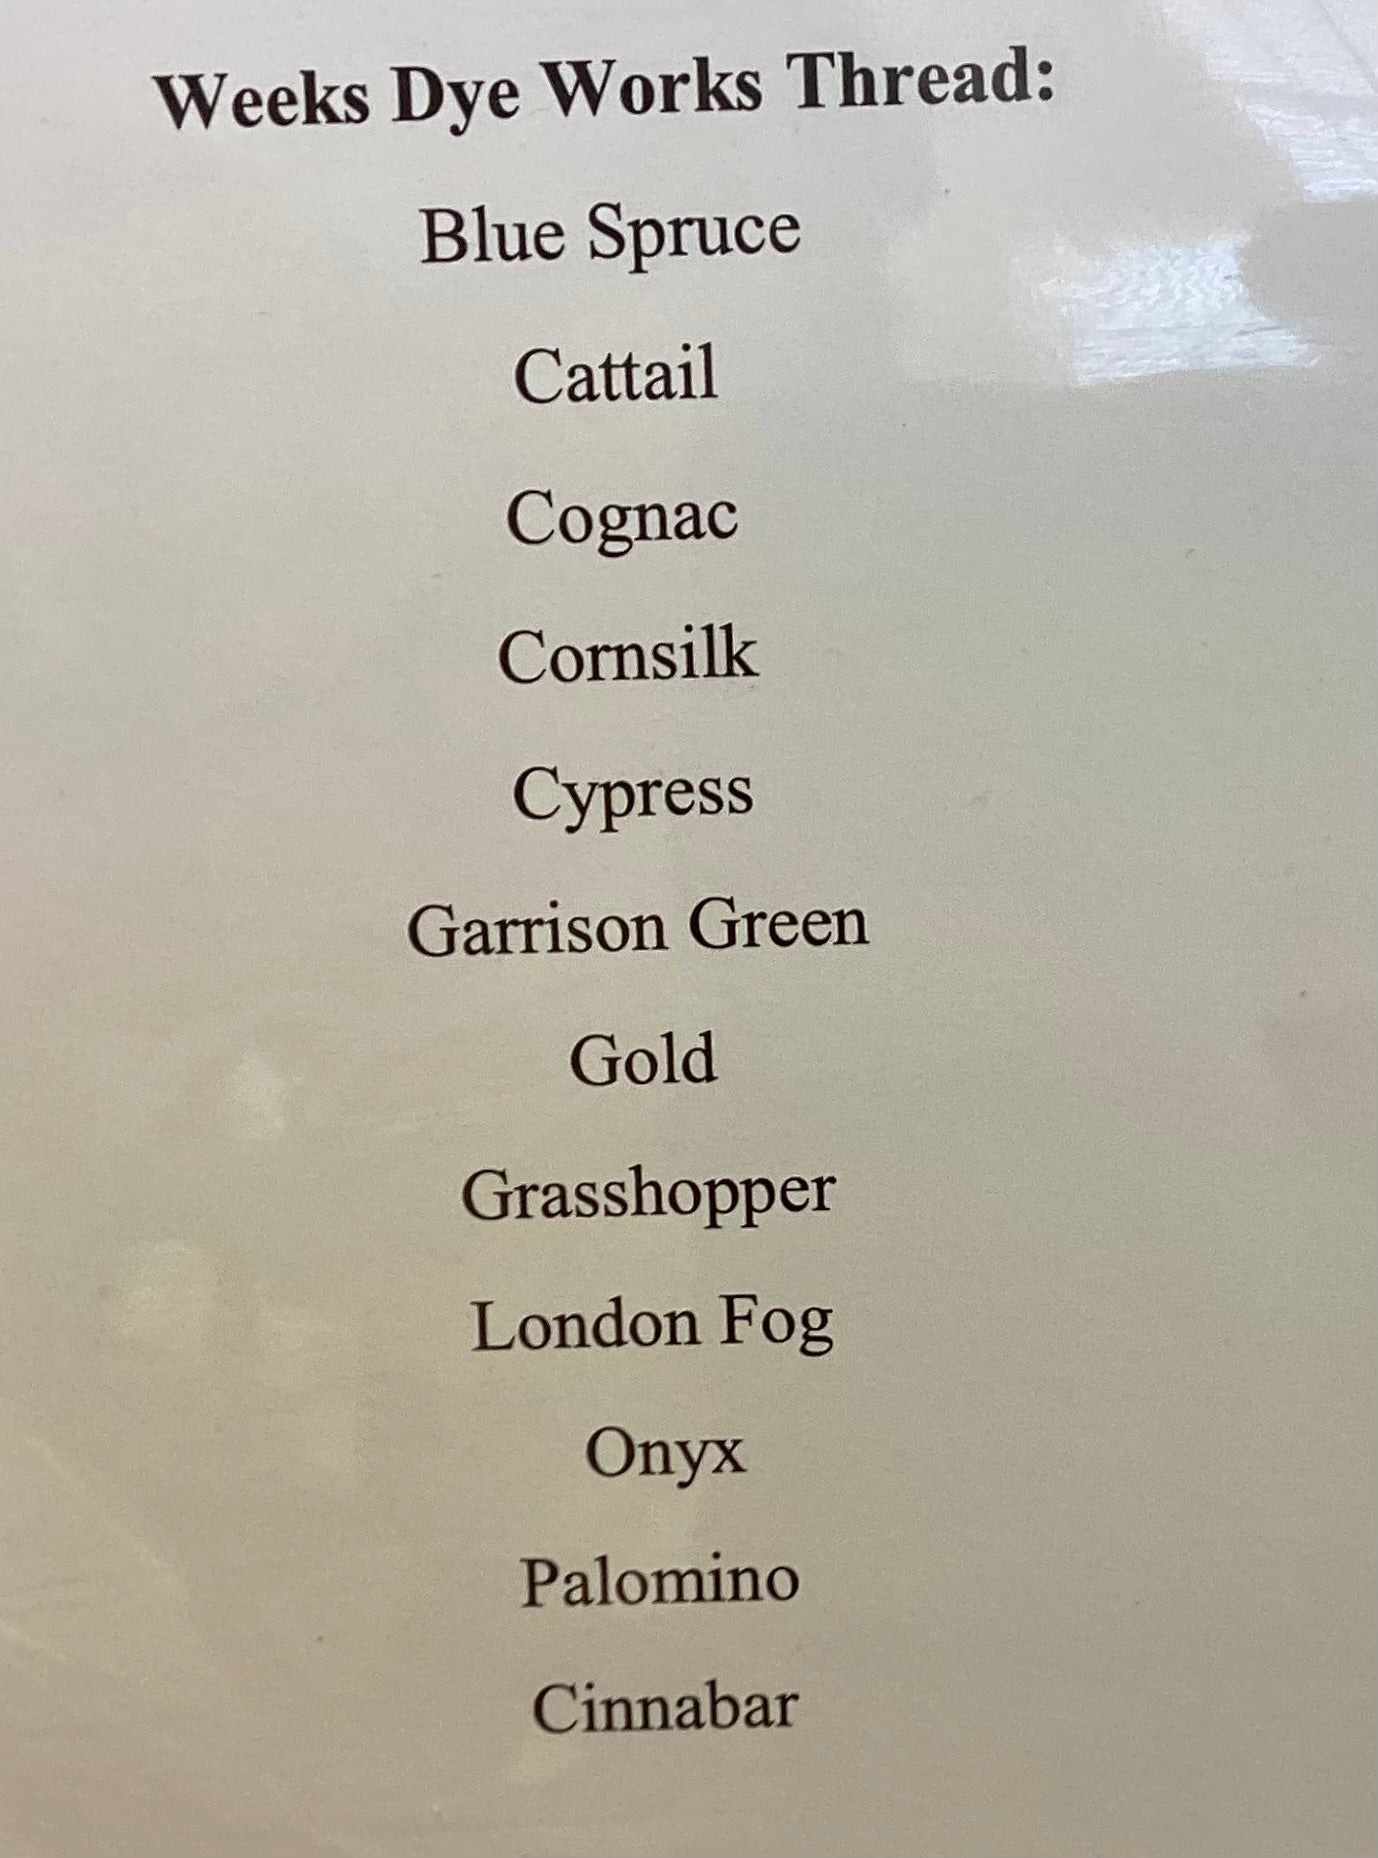 Weeks Dye Works Thread:
Blue Spruce
Cattail
Cognac
Cornsilk
Cypress
Garrison Green
Gold
Grasshopper
London Fog
Onyx
Palomino
Cinnabar